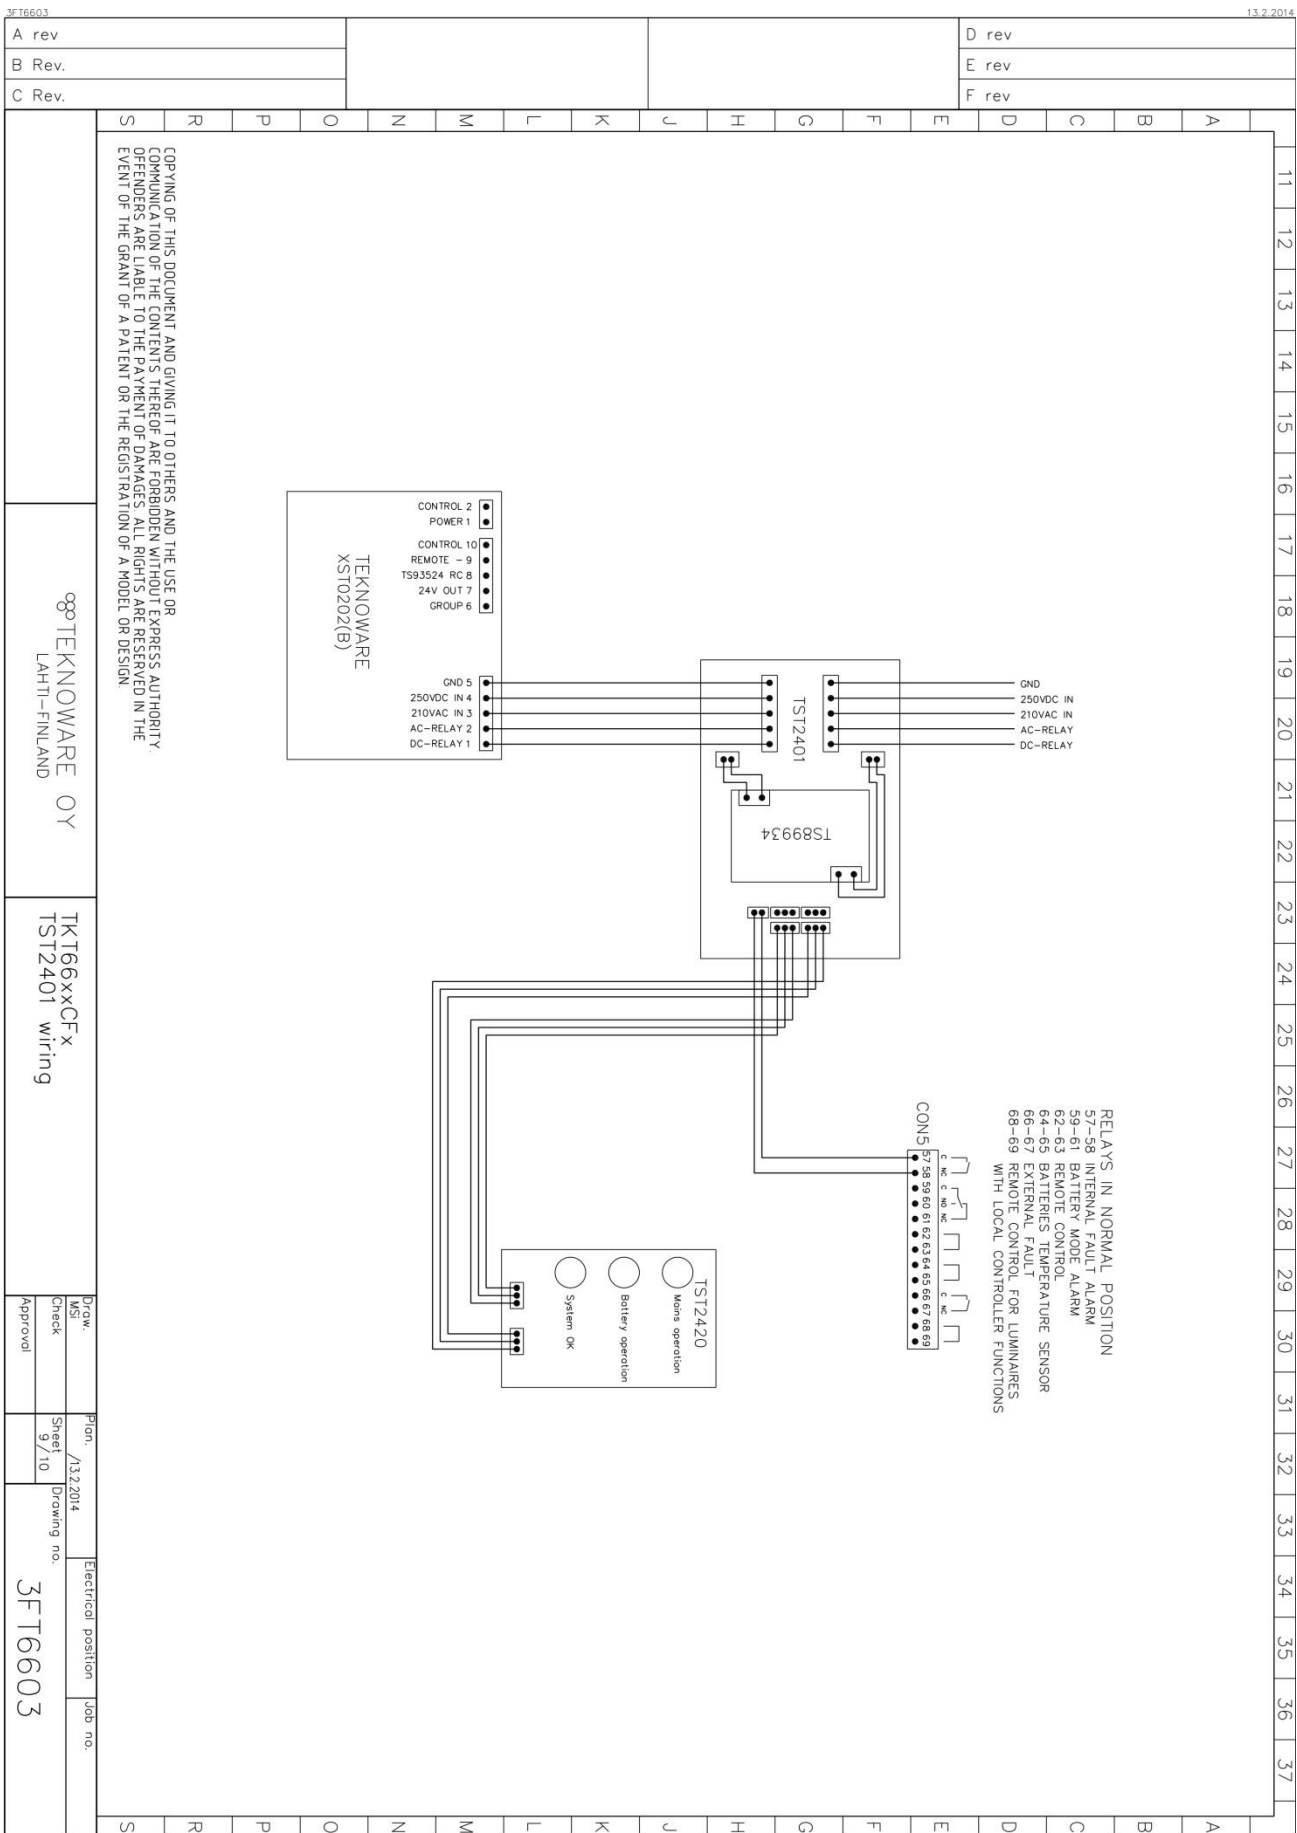 3FT6603
13.2.2014
A rev
B Rev.
C Rev.
D rev
E rev
F rev
S R P O N M L K J H G F E D C B A
11 12 13 14 15 16 17 18 19 20 21 22 23 24 25 26 27 28 29 30 31 32 33 34 35 36 37
COPYING OF THIS DOCUMENT AND GIVING IT TO OTHERS AND THE USE OR
COMMUNICATION OF THE CONTENTS THEREOF ARE FORBIDDEN WITHOUT EXPRESS AUTHORITY.
OFFENDERS ARE LIABLE TO THE PAYMENT OF DAMAGES. ALL RIGHTS ARE RESERVED IN THE
EVENT OF THE GRANT OF A PATENT OR THE REGISTRATION OF A MODEL OR DESIGN.
CONTROL 2
POWER 1
CONTROL 10
REMOTE - 9
TS93524 RC 8
24V OUT 7
GROUP 6
TEKNOWARE
XST0202(B)
GND 5
250VDC IN 4
210VAC IN 3
AC-RELAY 2
DC-RELAY 1
TST2401
GND
250VDC IN
210VAC IN
AC-RELAY
DC-RELAY
TS89934
RELAYS IN NORMAL POSITION
57-58 INTERNAL FAULT ALARM
59-61 BATTERY MODE ALARM
62-63 REMOTE CONTROL
64-65 BATTERIES TEMPERATURE SENSOR
66-67 EXTERNAL FAULT
68-69 REMOTE CONTROL FOR LUMINAIRES
WITH LOCAL CONTROLLER FUNCTIONS
C NC C NO NC C NC
CON5 57 58 59 60 61 62 63 64 65 66 67 68 69
TST2420
Mains operation
Battery operation
System OK
TEKNOWARE OY
LAHTI-FINLAND
TKT66xxCFx
TST2401 wiring
Draw.
MSi
Check
Approval
Plan.
/13.2.2014
Sheet
9/10
Electrical position
Job no.
Drawing no.
3FT6603
S R P O N M L K J H G F E D C B A